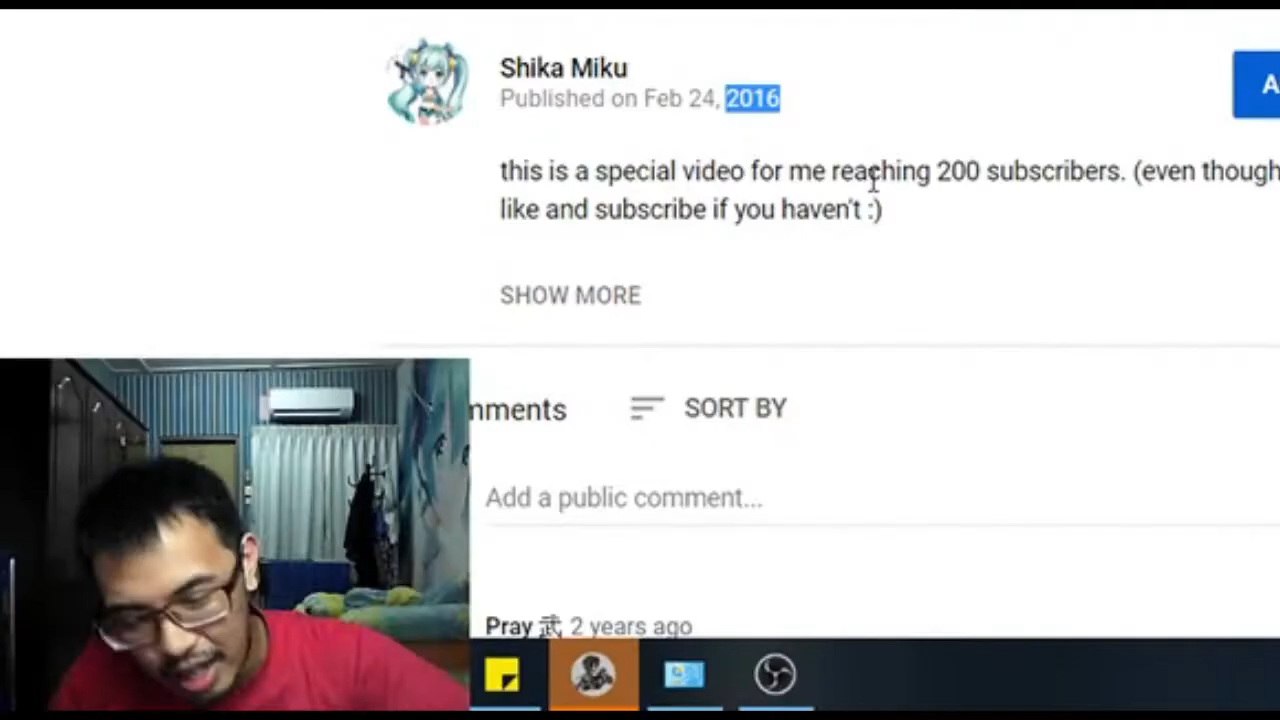 Shika Miku
Published on Feb 24, 2016
A
this is a special video for me reaching 200 subscribers. (even though
like and subscribe if you haven't :)
SHOW MORE
mments SORT BY
Add a public comment...
Pray 武 2 years ago